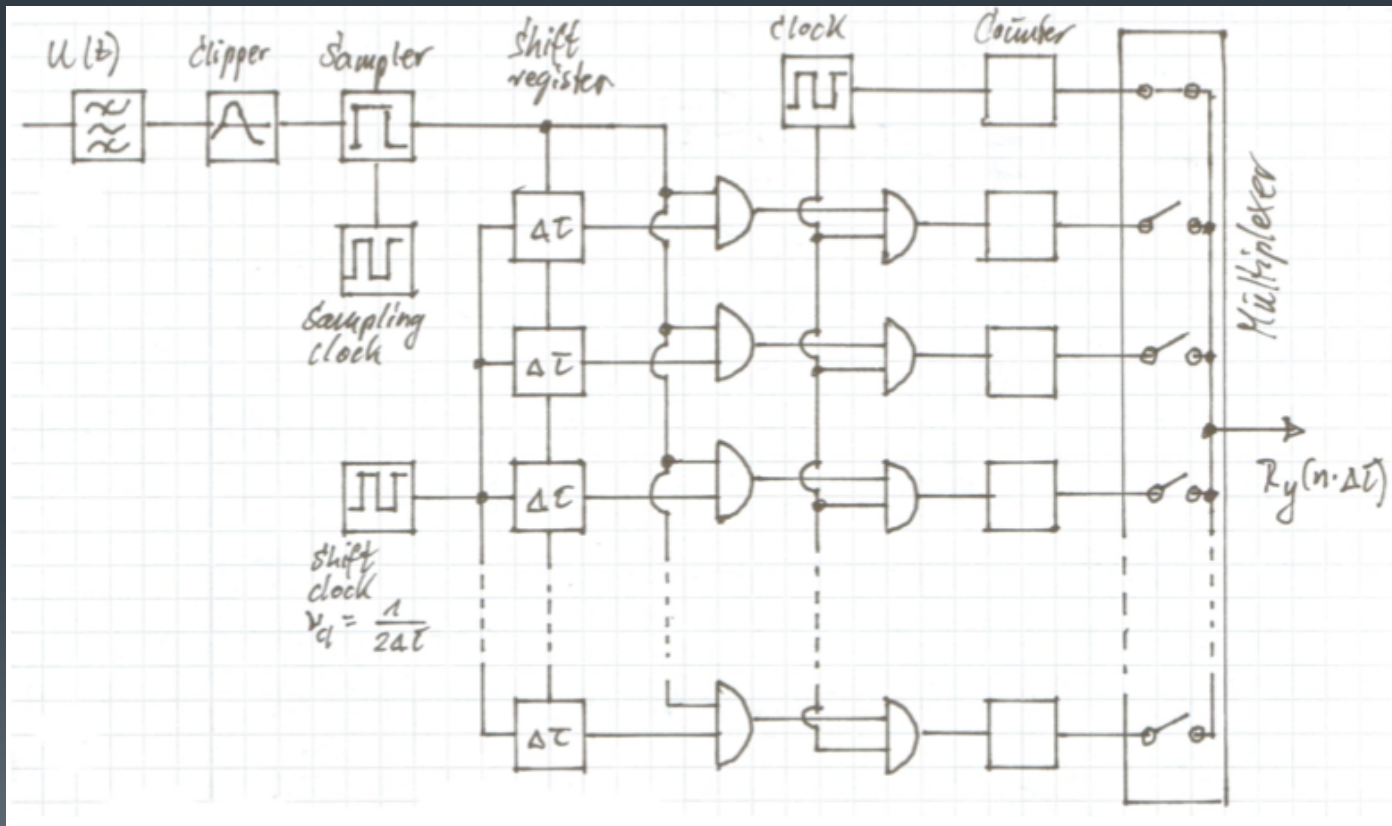 U(t)
Clipper
Sampler
Shift
register
Clock
Counter
Δτ
Sampling
clock
Δτ
Multiplexer
Δτ
R_y(n·Δτ)
Shift
clock
ν_q = 1/2Δτ
Δτ